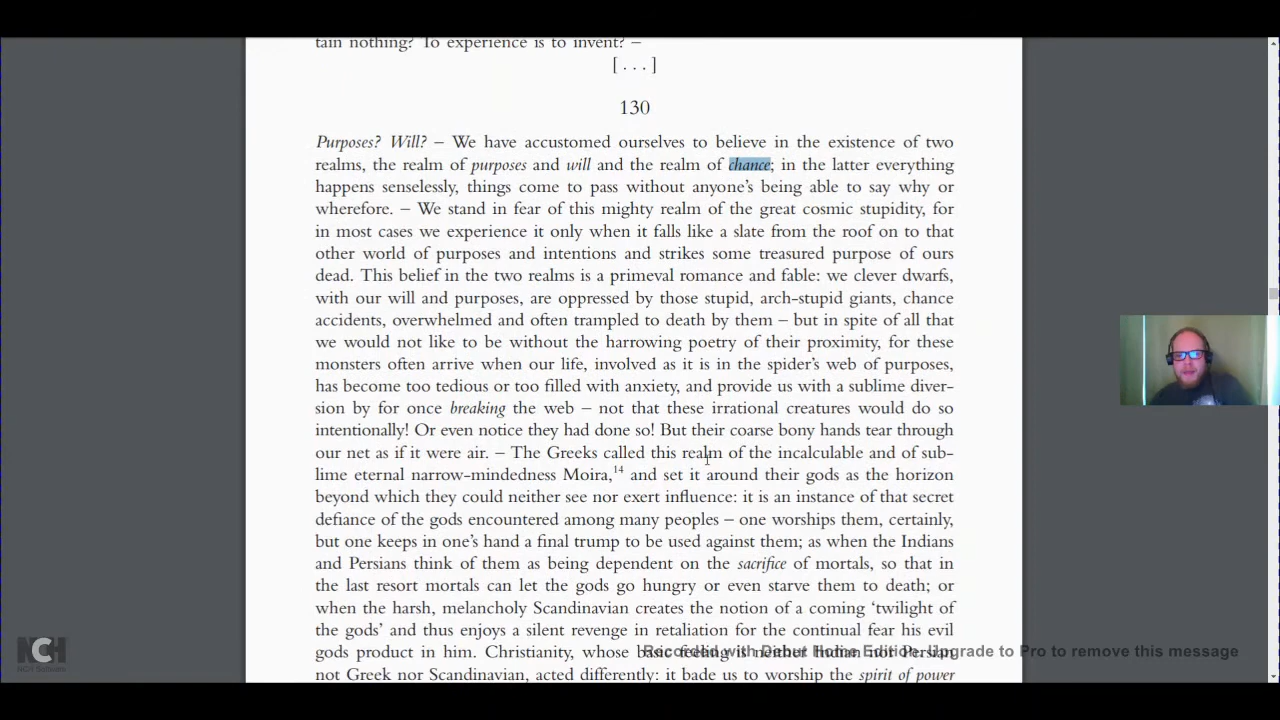 tain nothing? To experience is to invent? –
[ . . . ]
130
Purposes? Will? – We have accustomed ourselves to believe in the existence of two
realms, the realm of purposes and will and the realm of chance; in the latter everything
happens senselessly, things come to pass without anyone’s being able to say why or
wherefore. – We stand in fear of this mighty realm of the great cosmic stupidity, for
in most cases we experience it only when it falls like a slate from the roof on to that
other world of purposes and intentions and strikes some treasured purpose of ours
dead. This belief in the two realms is a primeval romance and fable: we clever dwarfs,
with our will and purposes, are oppressed by those stupid, arch-stupid giants, chance
accidents, overwhelmed and often trampled to death by them – but in spite of all that
we would not like to be without the harrowing poetry of their proximity, for these
monsters often arrive when our life, involved as it is in the spider’s web of purposes,
has become too tedious or too filled with anxiety, and provide us with a sublime diver-
sion by for once breaking the web – not that these irrational creatures would do so
intentionally! Or even notice they had done so! But their coarse bony hands tear through
our net as if it were air. – The Greeks called this realm of the incalculable and of sub-
lime eternal narrow-mindedness Moira,14 and set it around their gods as the horizon
beyond which they could neither see nor exert influence: it is an instance of that secret
defiance of the gods encountered among many peoples – one worships them, certainly,
but one keeps in one’s hand a final trump to be used against them; as when the Indians
and Persians think of them as being dependent on the sacrifice of mortals, so that in
the last resort mortals can let the gods go hungry or even starve them to death; or
when the harsh, melancholy Scandinavian creates the notion of a coming ‘twilight of
the gods’ and thus enjoys a silent revenge in retaliation for the continual fear his evil
gods product in him. Christianity, whose basic feeling is neither Indian nor Persian
not Greek nor Scandinavian, acted differently: it bade us to worship the spirit of power
NCH
NCH Software
Recorded with Debut Home Edition. Upgrade to Pro to remove this message